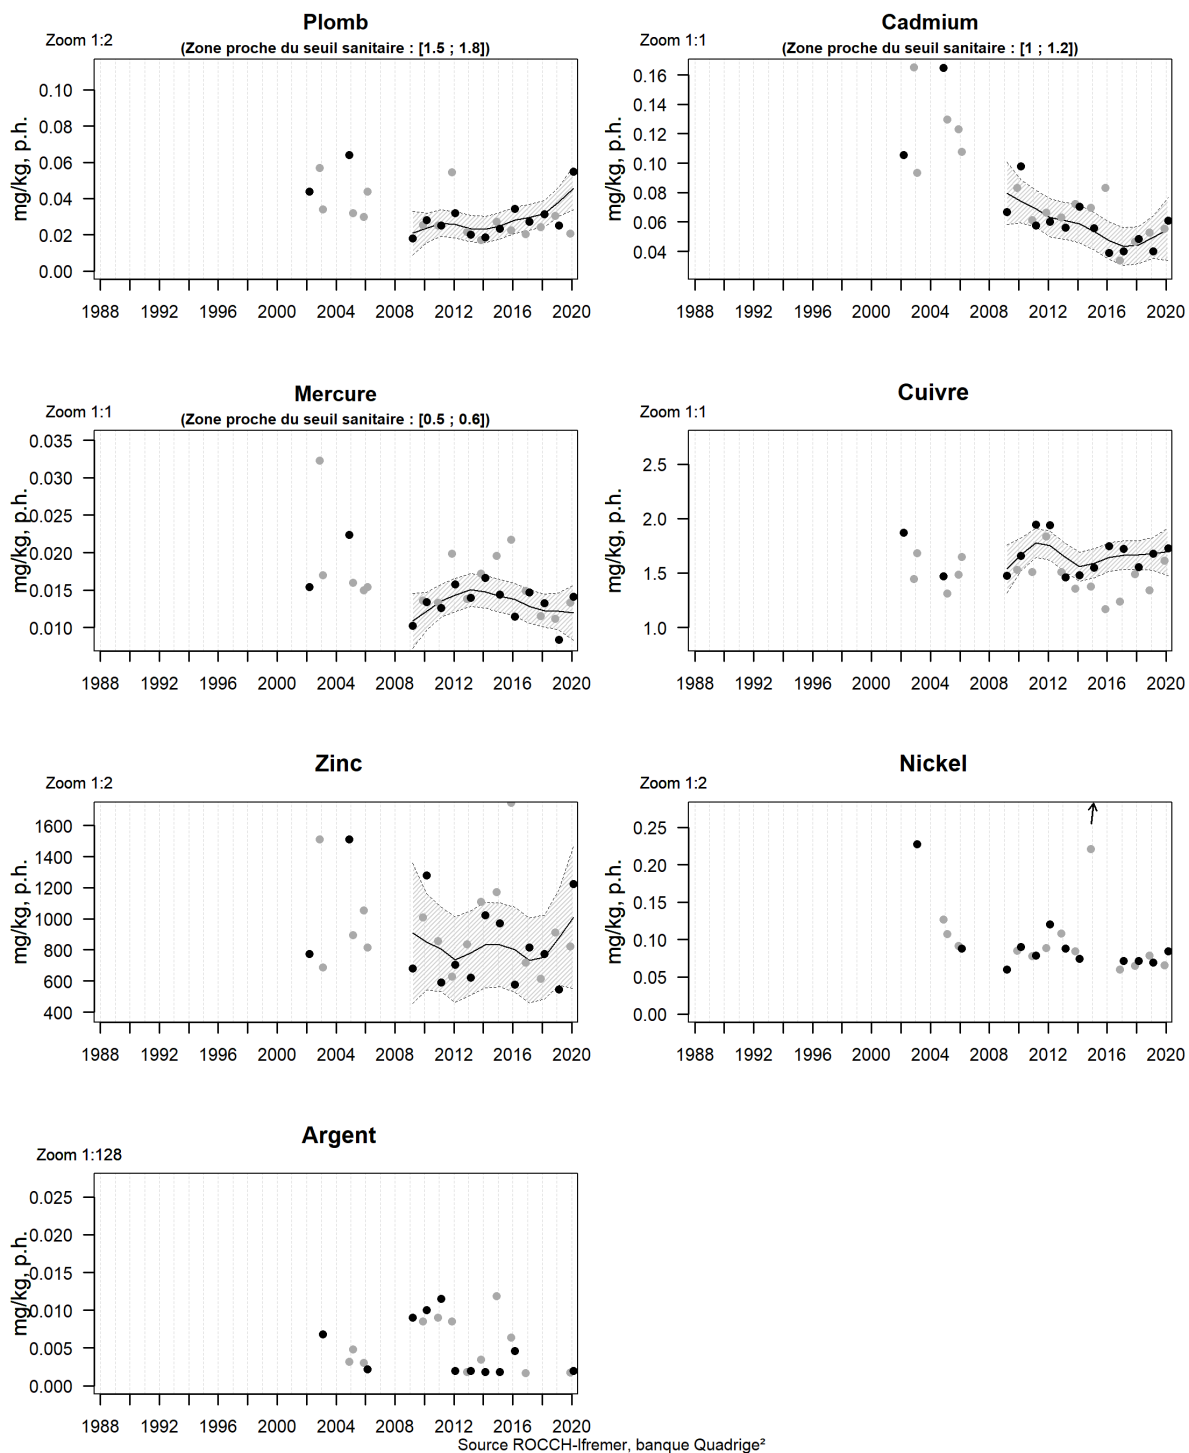 Plomb
Zoom 1:2
(Zone proche du seuil sanitaire : [1.5 ; 1.8])
mg/kg, p.h.
0.10
0.08
0.06
0.04
0.02
0.00
1988 1992 1996 2000 2004 2008 2012 2016 2020
Cadmium
Zoom 1:1
(Zone proche du seuil sanitaire : [1 ; 1.2])
mg/kg, p.h.
0.16
0.14
0.12
0.10
0.08
0.06
0.04
1988 1992 1996 2000 2004 2008 2012 2016 2020
Mercure
Zoom 1:1
(Zone proche du seuil sanitaire : [0.5 ; 0.6])
mg/kg, p.h.
0.035
0.030
0.025
0.020
0.015
0.010
1988 1992 1996 2000 2004 2008 2012 2016 2020
Cuivre
Zoom 1:1
mg/kg, p.h.
2.5
2.0
1.5
1.0
1988 1992 1996 2000 2004 2008 2012 2016 2020
Zinc
Zoom 1:2
mg/kg, p.h.
1600
1400
1200
1000
800
600
400
1988 1992 1996 2000 2004 2008 2012 2016 2020
Nickel
Zoom 1:2
mg/kg, p.h.
0.25
0.20
0.15
0.10
0.05
0.00
1988 1992 1996 2000 2004 2008 2012 2016 2020
Argent
Zoom 1:128
mg/kg, p.h.
0.025
0.020
0.015
0.010
0.005
0.000
1988 1992 1996 2000 2004 2008 2012 2016 2020
Source ROCCH-Ifremer, banque Quadrige²